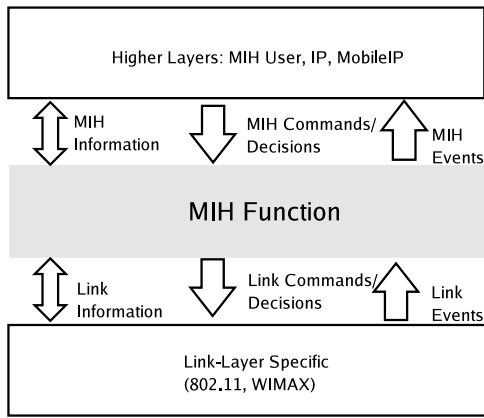 Higher Layers: MIH User, IP, MobileIP
MIH
Information
MIH Commands/
Decisions
MIH
Events
MIH Function
Link
Information
Link Commands/
Decisions
Link
Events
Link-Layer Specific
(802.11, WIMAX)